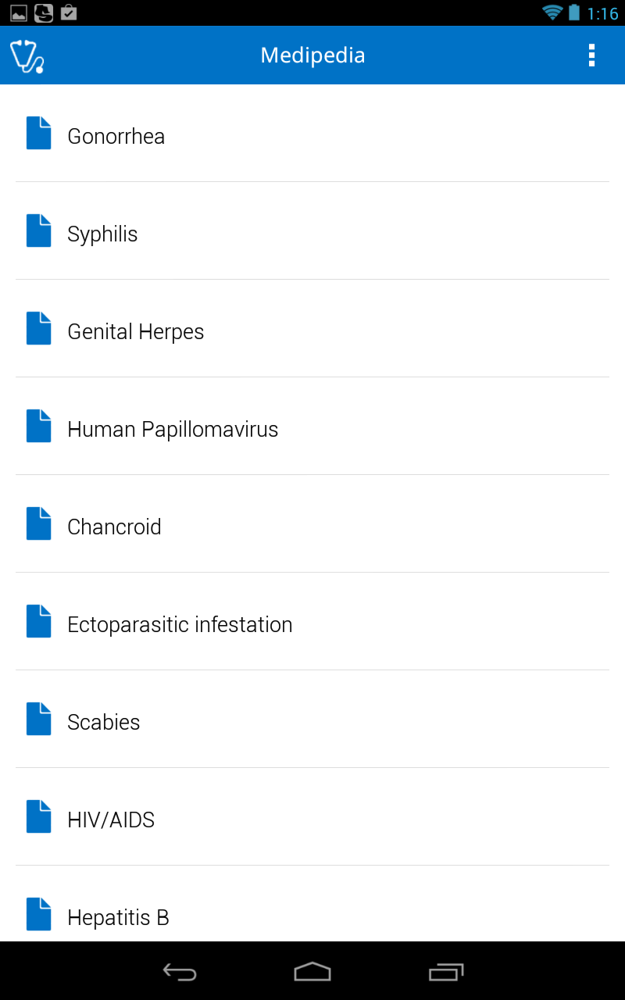 1:16
Medipedia
Gonorrhea
Syphilis
Genital Herpes
Human Papillomavirus
Chancroid
Ectoparasitic infestation
Scabies
HIV/AIDS
Hepatitis B